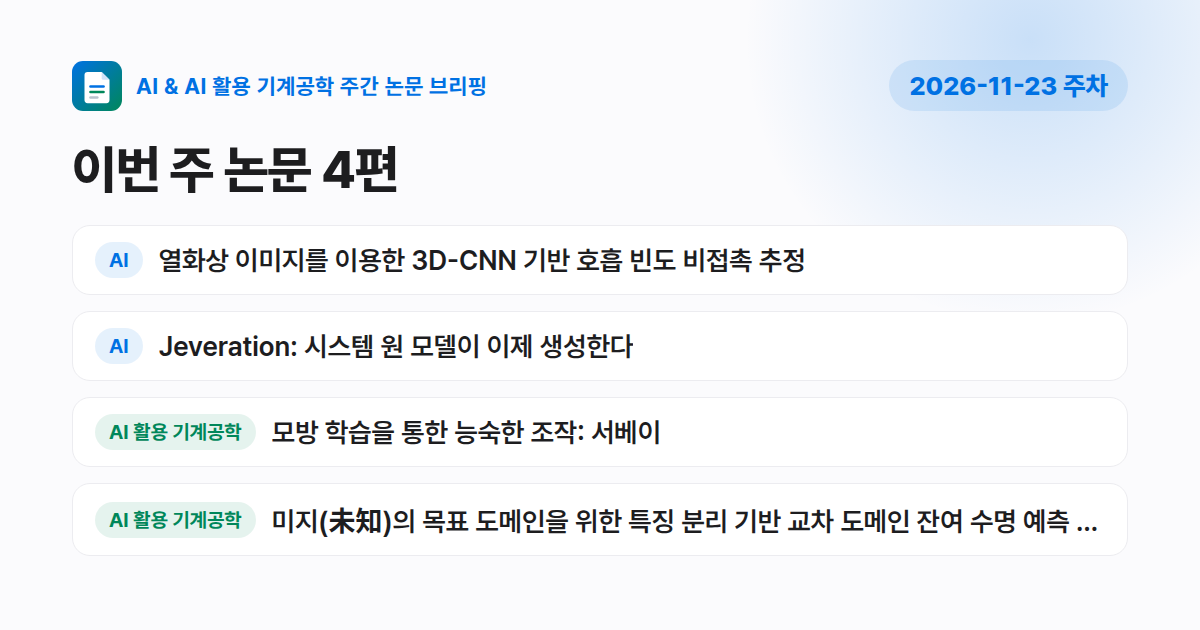 AI & AI 활용 기계공학 주간 논문 브리핑
2026-11-23 주차
이번 주 논문 4편
AI 열화상 이미지를 이용한 3D-CNN 기반 호흡 빈도 비접촉 추정
AI Jeveration: 시스템 원 모델이 이제 생성한다
AI 활용 기계공학 모방 학습을 통한 능숙한 조작: 서베이
AI 활용 기계공학 미지(未知)의 목표 도메인을 위한 특징 분리 기반 교차 도메인 잔여 수명 예측 ...